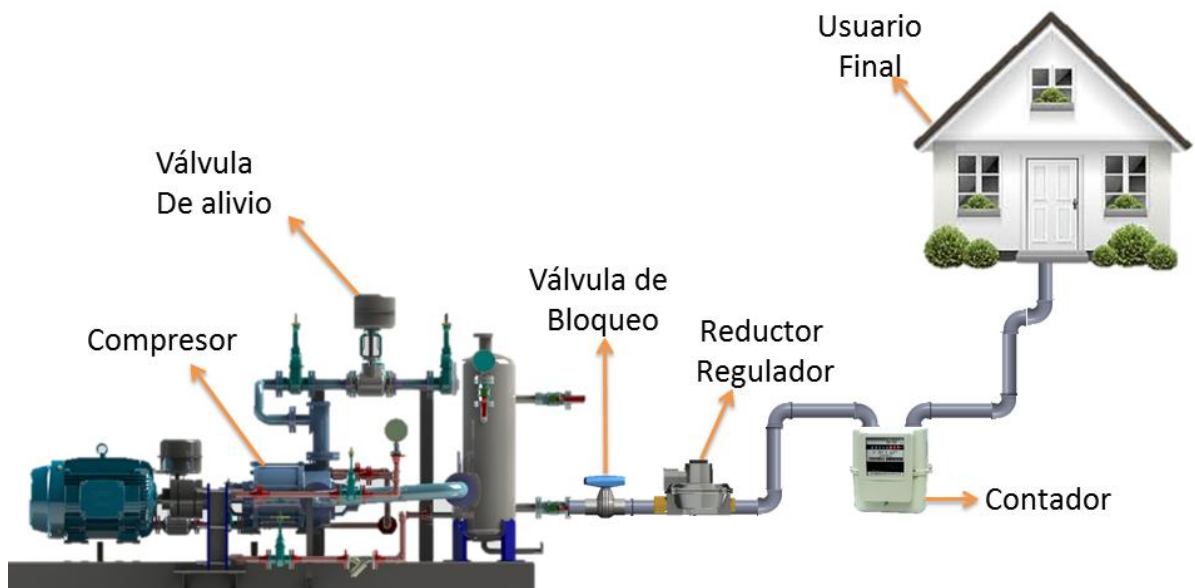 Usuario
Final
Válvula
De alivio
Válvula de
Bloqueo
Reductor
Regulador
Compresor
Contador